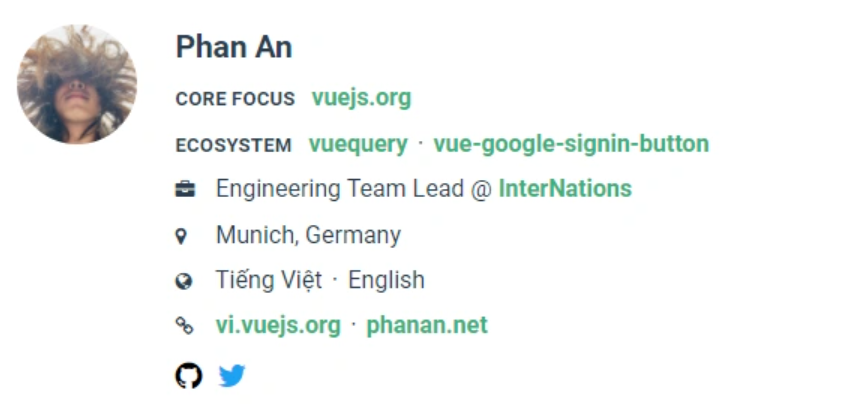 Phan An
CORE FOCUS vuejs.org
ECOSYSTEM vuequery · vue-google-signin-button
Engineering Team Lead @ InterNations
Munich, Germany
Tiếng Việt · English
vi.vuejs.org · phanan.net